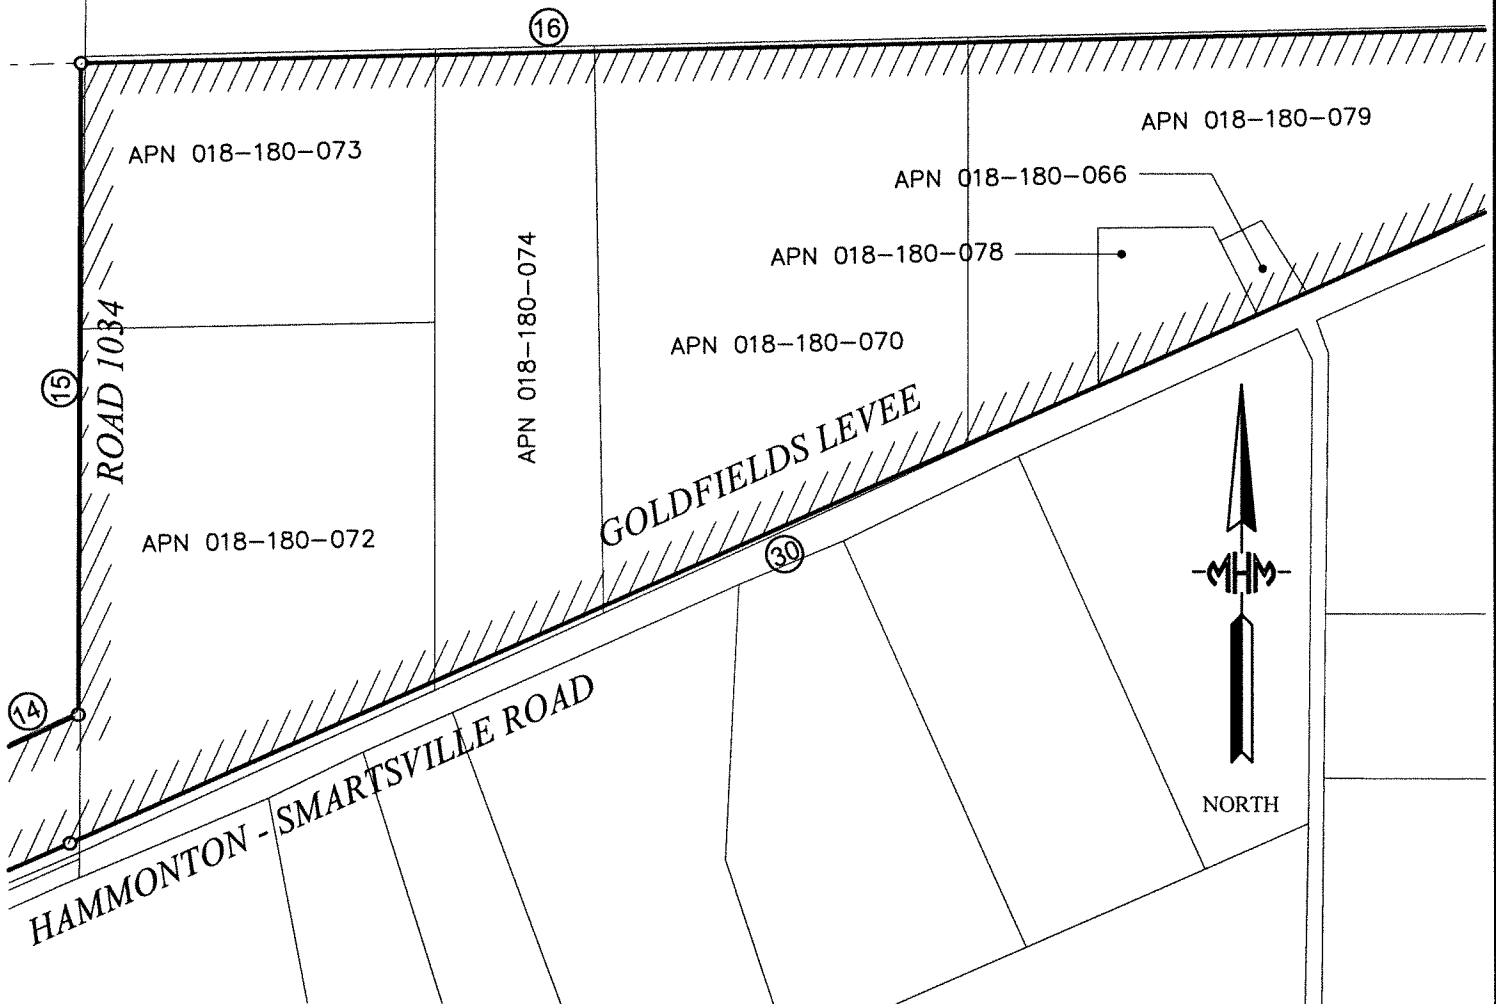 16
APN 018-180-073
APN 018-180-079
APN 018-180-066
APN 018-180-078
APN 018-180-074
APN 018-180-070
ROAD 1034
15
GOLDFIELDS LEVEE
APN 018-180-072
30
MHM
14
HAMMONTON - SMARTSVILLE ROAD
NORTH